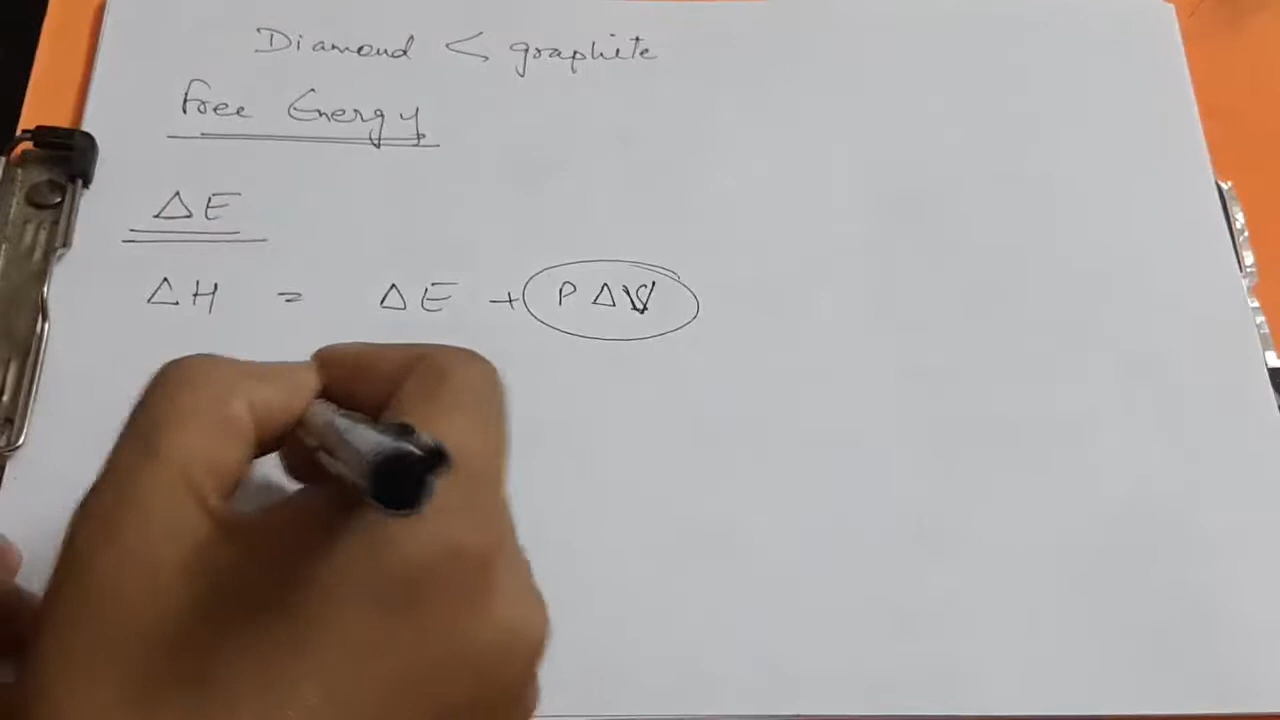 Diamond < graphite
Free Energy
ΔE
ΔH = ΔE + PΔV